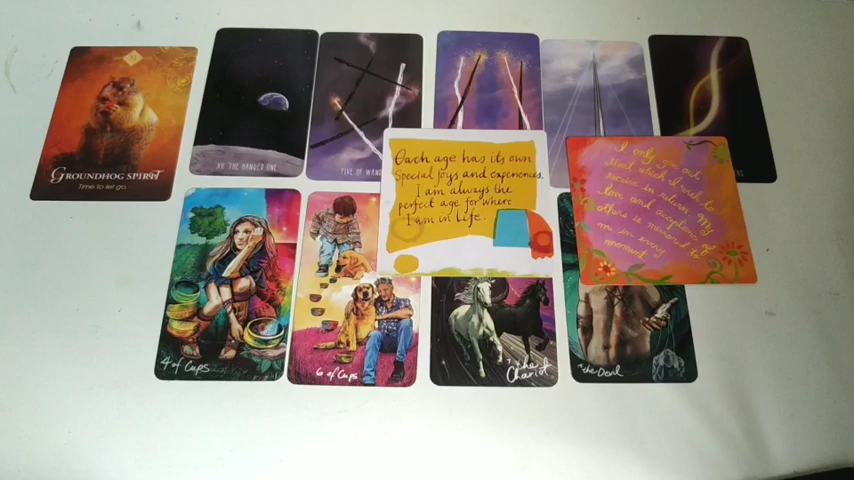 GROUNDHOG SPIRIT
Time to let go.
XII THE HANGED ONE
FIVE OF WAND
Each age has its own
Special joys and experiences.
I am always the
perfect age for where
I am in Life.
I only go out
which I wish to
receive in return. My
love and acceptance of
others is mirrored to
me in every
moment.
4 of Cups
6 of Cups
7 The
Chariot
The Devil